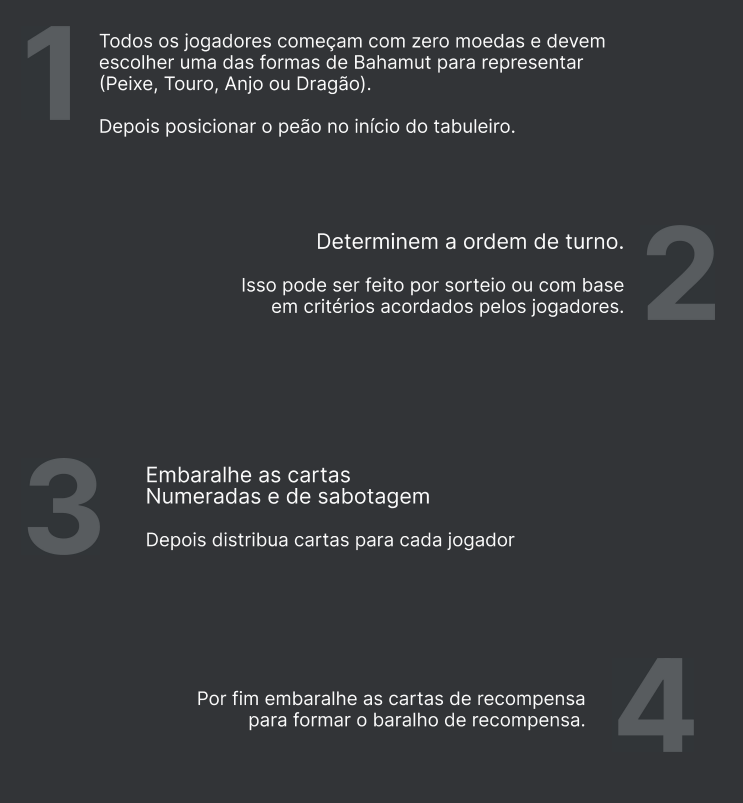 1
Todos os jogadores começam com zero moedas e devem
escolher uma das formas de Bahamut para representar
(Peixe, Touro, Anjo ou Dragão).
Depois posicionar o peão no início do tabuleiro.
2
Determinem a ordem de turno.
Isso pode ser feito por sorteio ou com base
em critérios acordados pelos jogadores.
3
Embaralhe as cartas
Numeradas e de sabotagem
Depois distribua cartas para cada jogador
4
Por fim embaralhe as cartas de recompensa
para formar o baralho de recompensa.